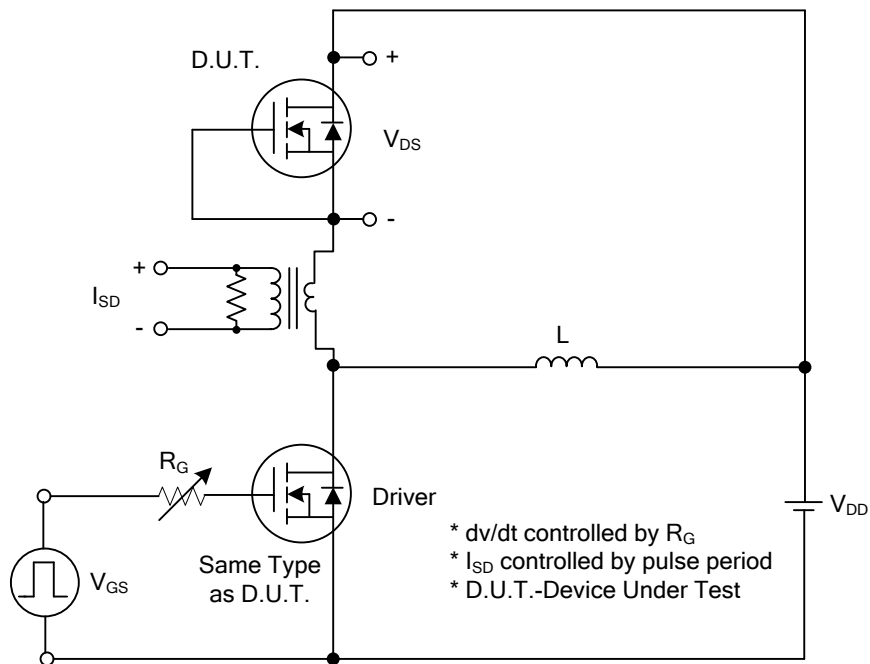 D.U.T.
+
V_DS
-
+
I_SD
-
L
R_G
Driver
V_DD
V_GS
Same Type
as D.U.T.
* dv/dt controlled by R_G
* I_SD controlled by pulse period
* D.U.T.-Device Under Test